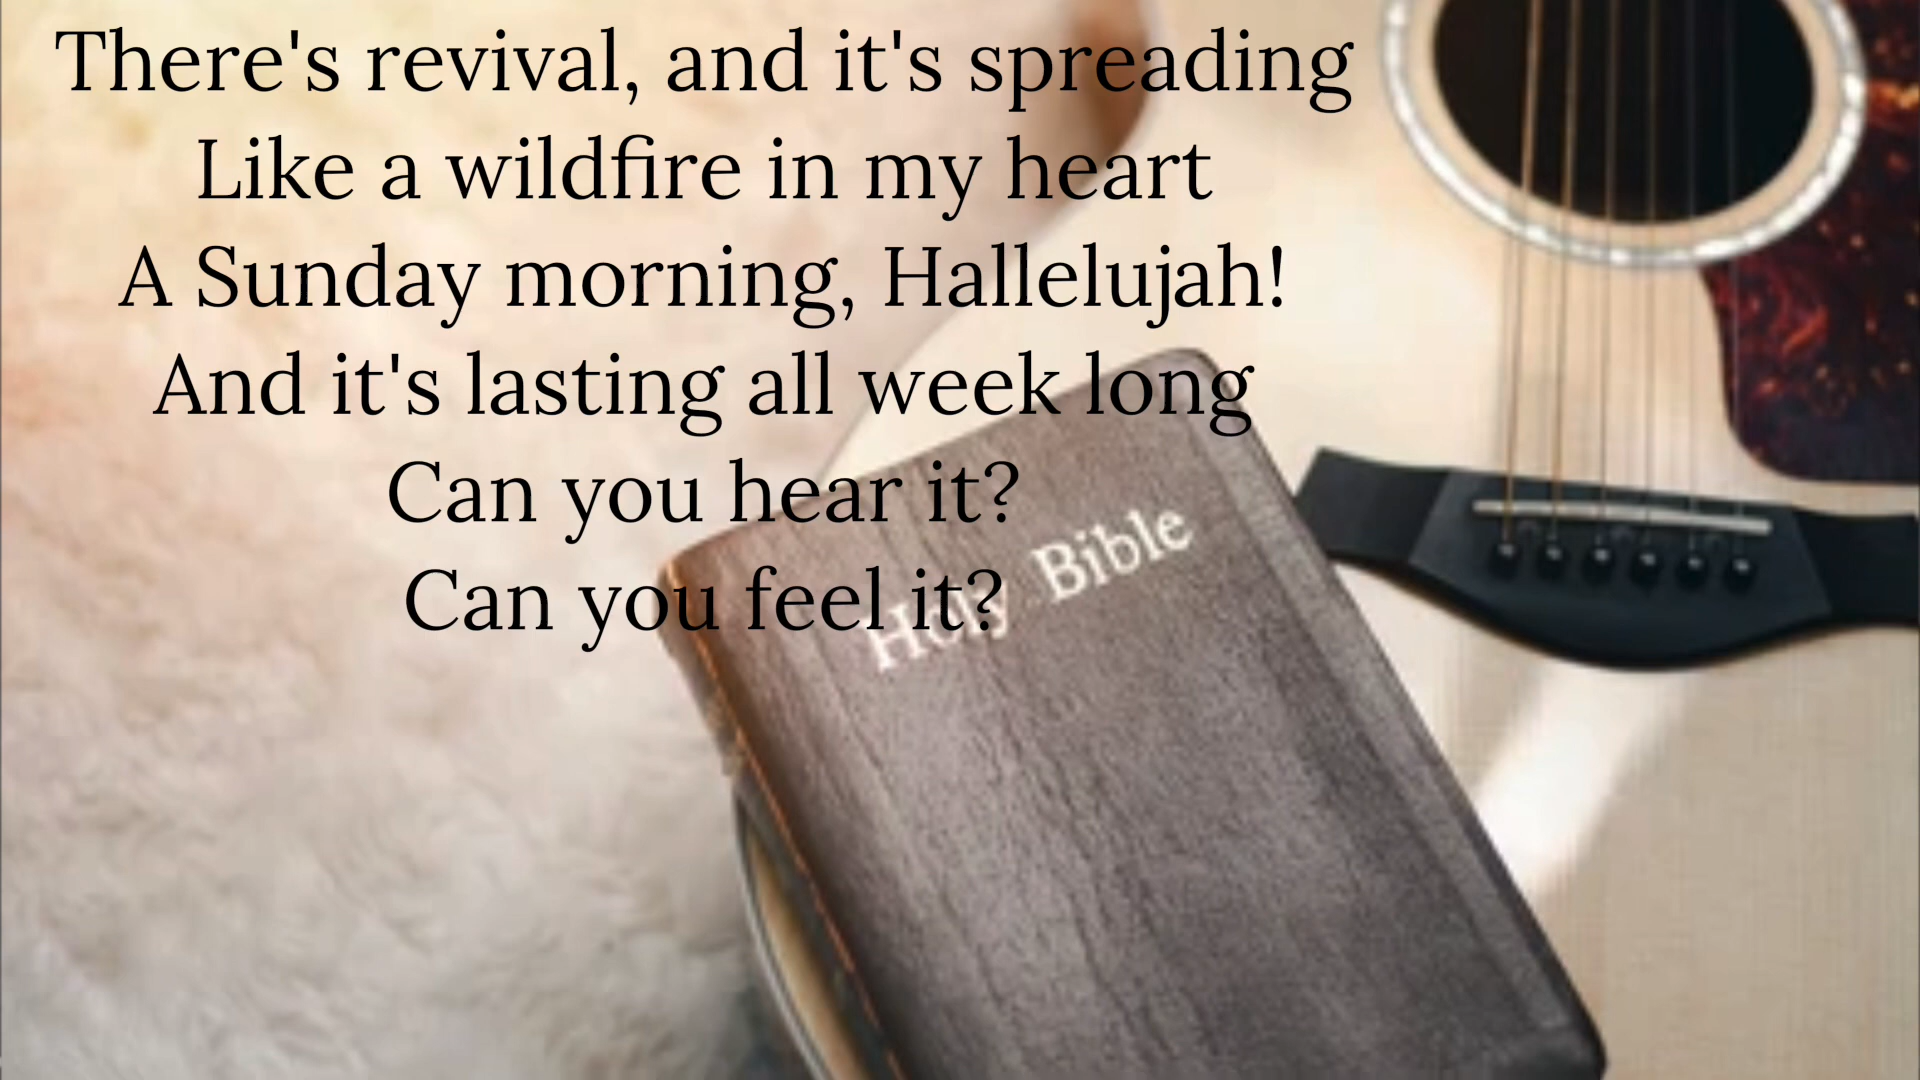 There's revival, and it's spreading
Like a wildfire in my heart
A Sunday morning, Hallelujah!
And it's lasting all week long
Can you hear it?
Can you feel it?
Holy Bible